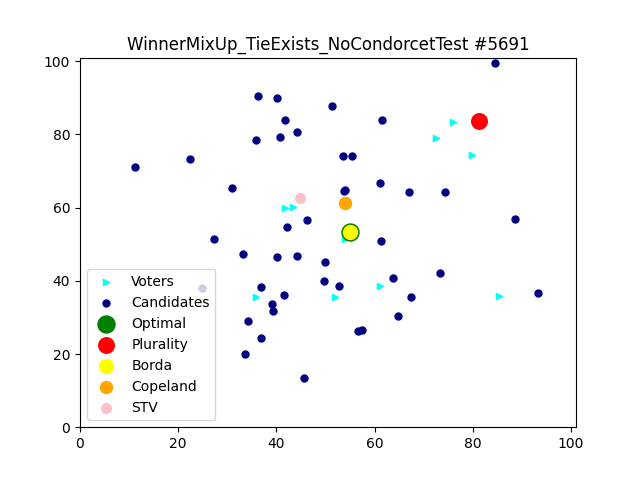 WinnerMixUp_TieExists_NoCondorcetTest #5691
100
80
60
40
20
0
0 20 40 60 80 100
Voters
Candidates
Optimal
Plurality
Borda
Copeland
STV